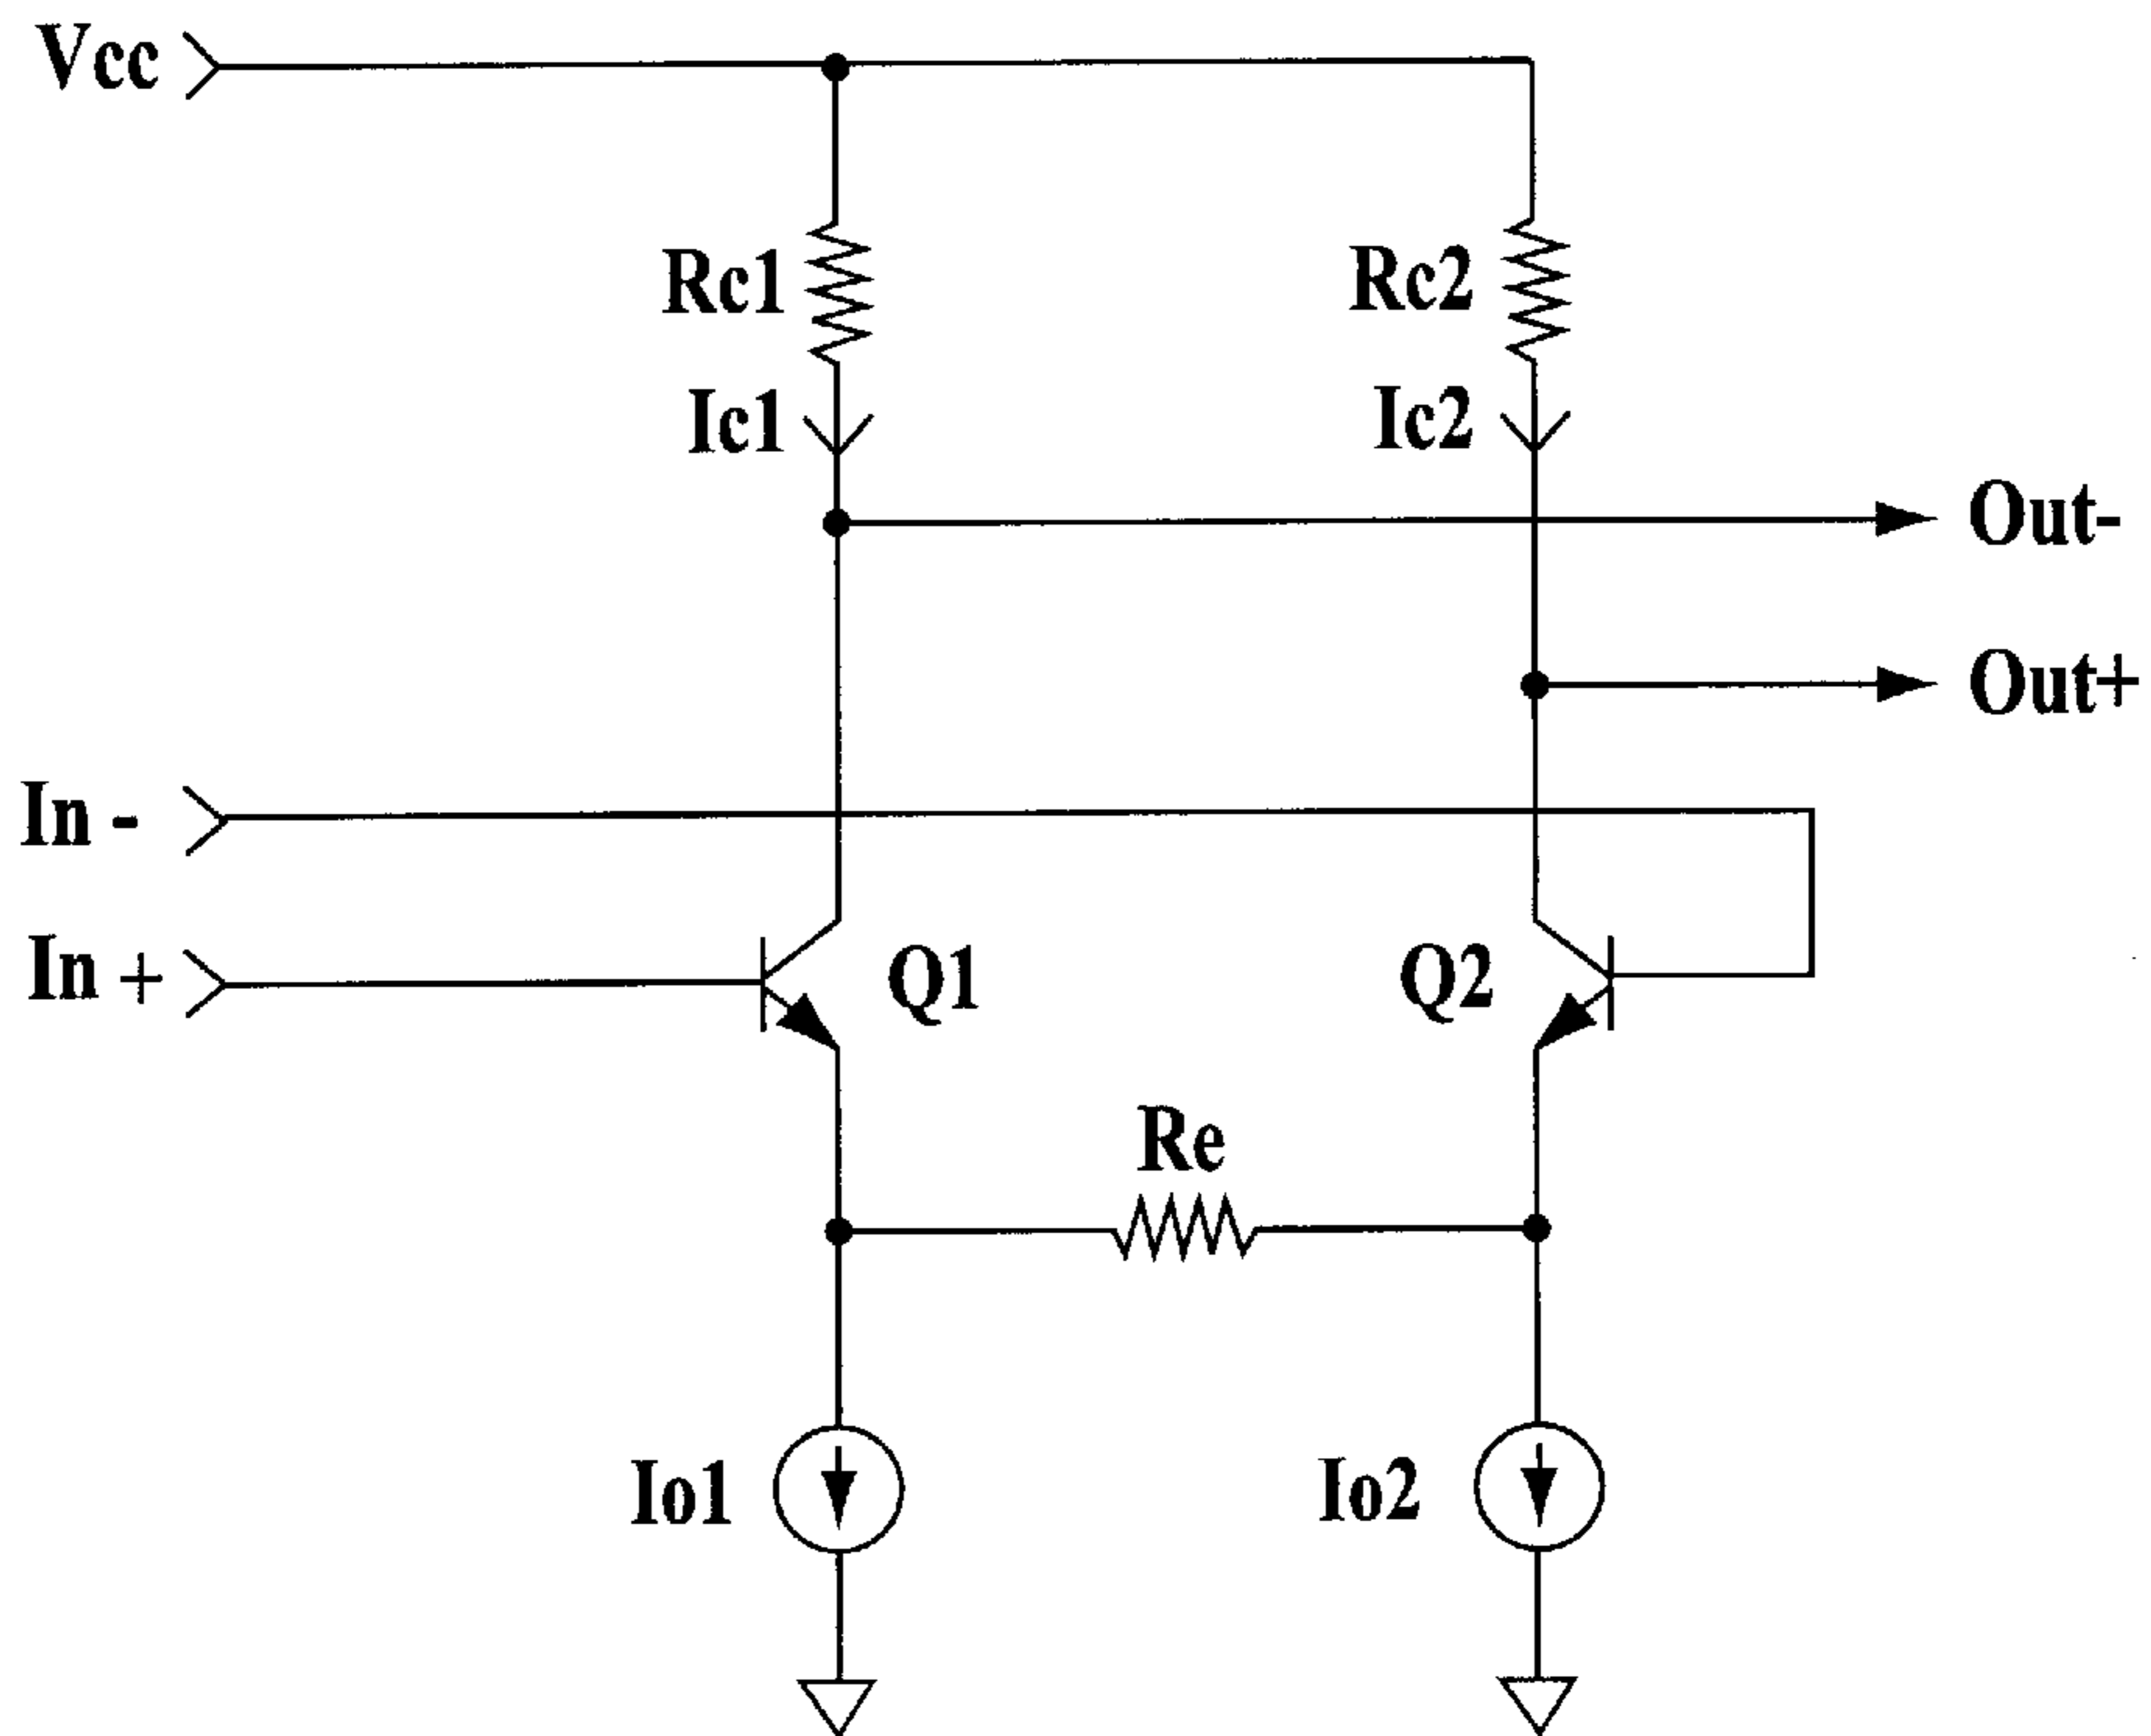 Vcc
Rc1
Rc2
Ic1
Ic2
Out-
Out+
In -
In +
Q1
Q2
Re
Io1
Io2